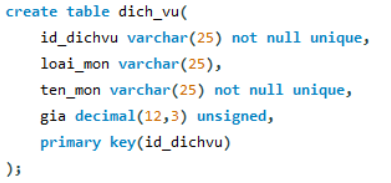 create table dich_vu(
id_dichvu varchar(25) not null unique,
loai_mon varchar(25),
ten_mon varchar(25) not null unique,
gia decimal(12,3) unsigned,
primary key(id_dichvu)
);